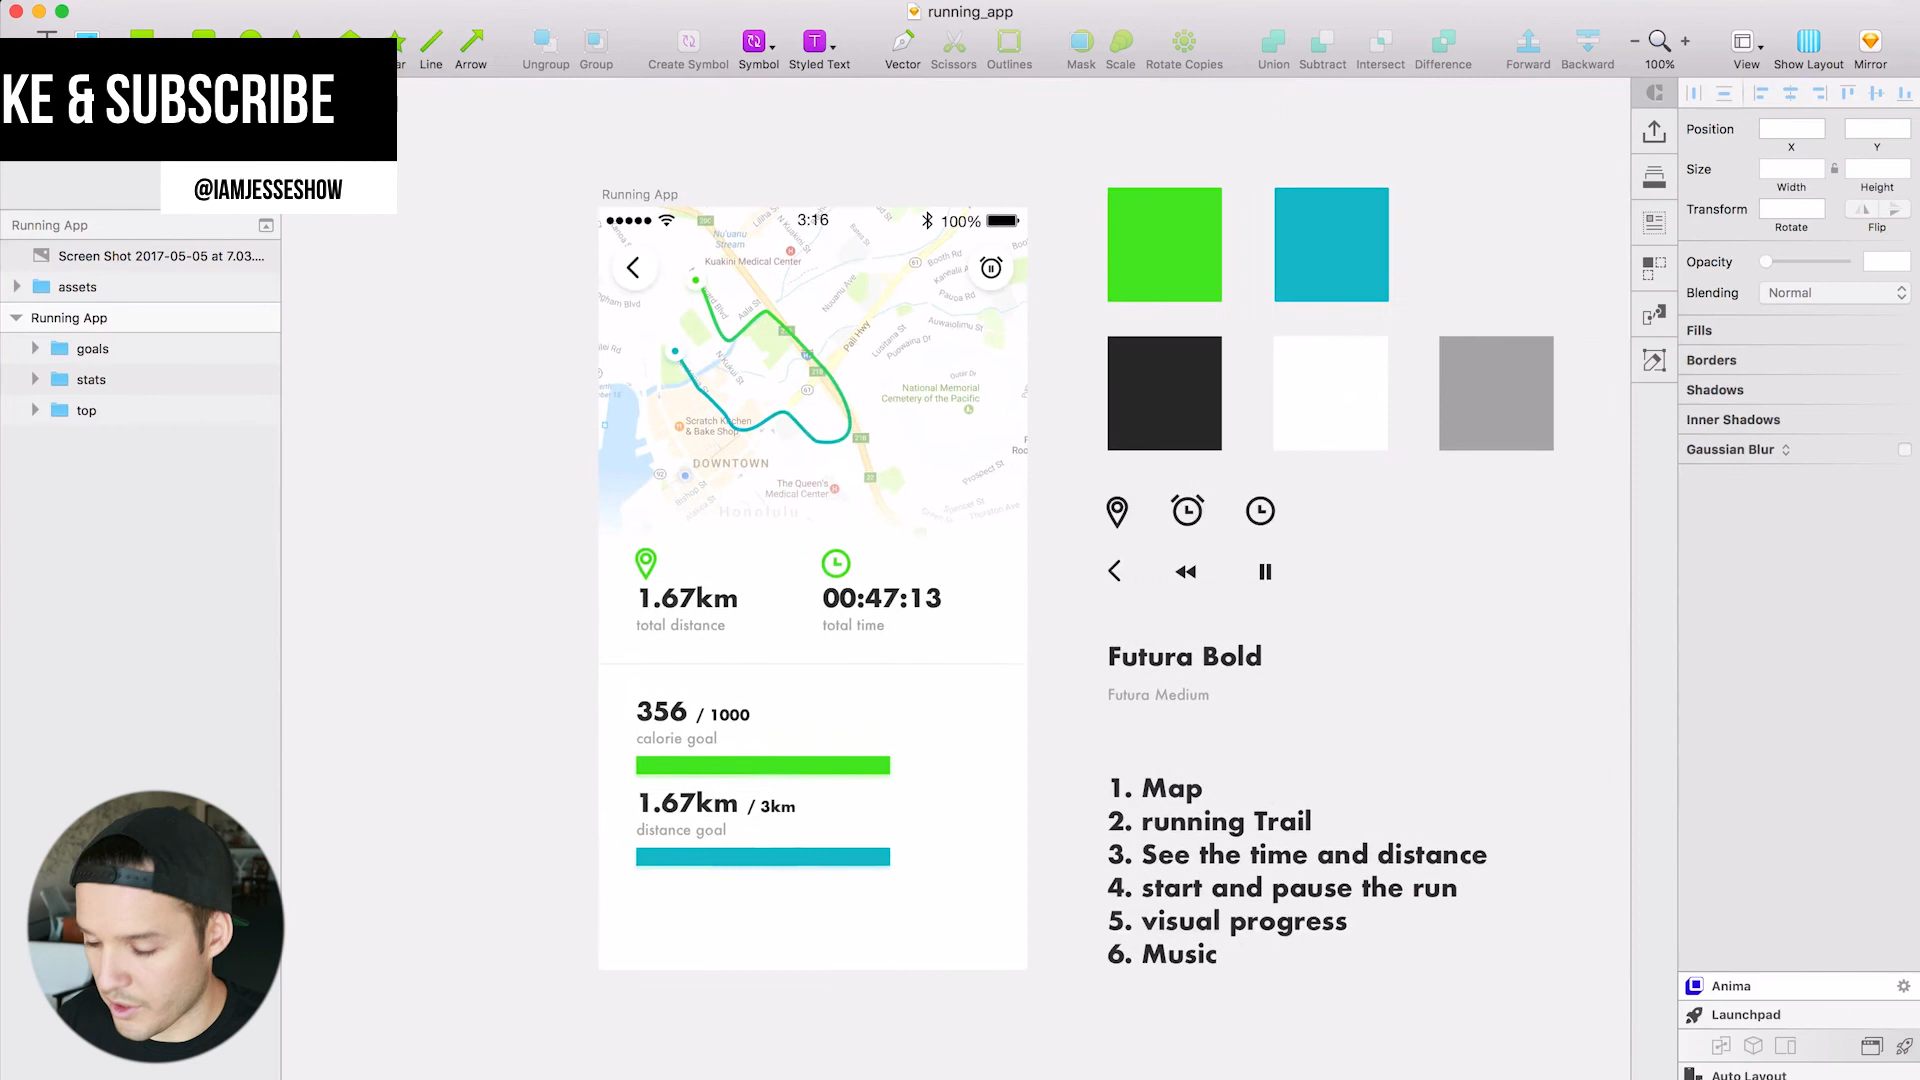 running_app
Line
Arrow
Ungroup
Group
Create Symbol
Symbol
Styled Text
Vector
Scissors
Outlines
Mask
Scale
Rotate Copies
Union
Subtract
Intersect
Difference
Forward
Backward
100%
View
Show Layout
Mirror
KE & SUBSCRIBE
@IAMJESSESHOW
Running App
Screen Shot 2017-05-05 at 7.03....
assets
Running App
goals
stats
top
Running App
3:16
100%
Nu'uanu
Stream
Kuakini Medical Center
Booth Rd
Pali Hwy
National Memorial
Cemetery of the Pacific
Scratch Kitchen
& Bake Shop
DOWNTOWN
The Queen's
Medical Center
Honolulu
1.67km
total distance
00:47:13
total time
356 / 1000
calorie goal
1.67km / 3km
distance goal
Futura Bold
Futura Medium
1. Map
2. running Trail
3. See the time and distance
4. start and pause the run
5. visual progress
6. Music
Position
X
Y
Size
Width
Height
Transform
Rotate
Flip
Opacity
Blending
Normal
Fills
Borders
Shadows
Inner Shadows
Gaussian Blur
Anima
Launchpad
Auto Layout